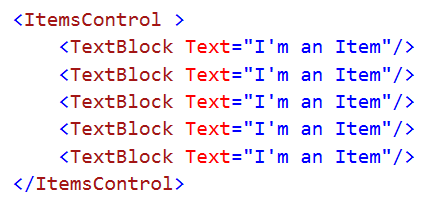 <ItemsControl >
    <TextBlock Text="I'm an Item"/>
    <TextBlock Text="I'm an Item"/>
    <TextBlock Text="I'm an Item"/>
    <TextBlock Text="I'm an Item"/>
    <TextBlock Text="I'm an Item"/>
</ItemsControl>